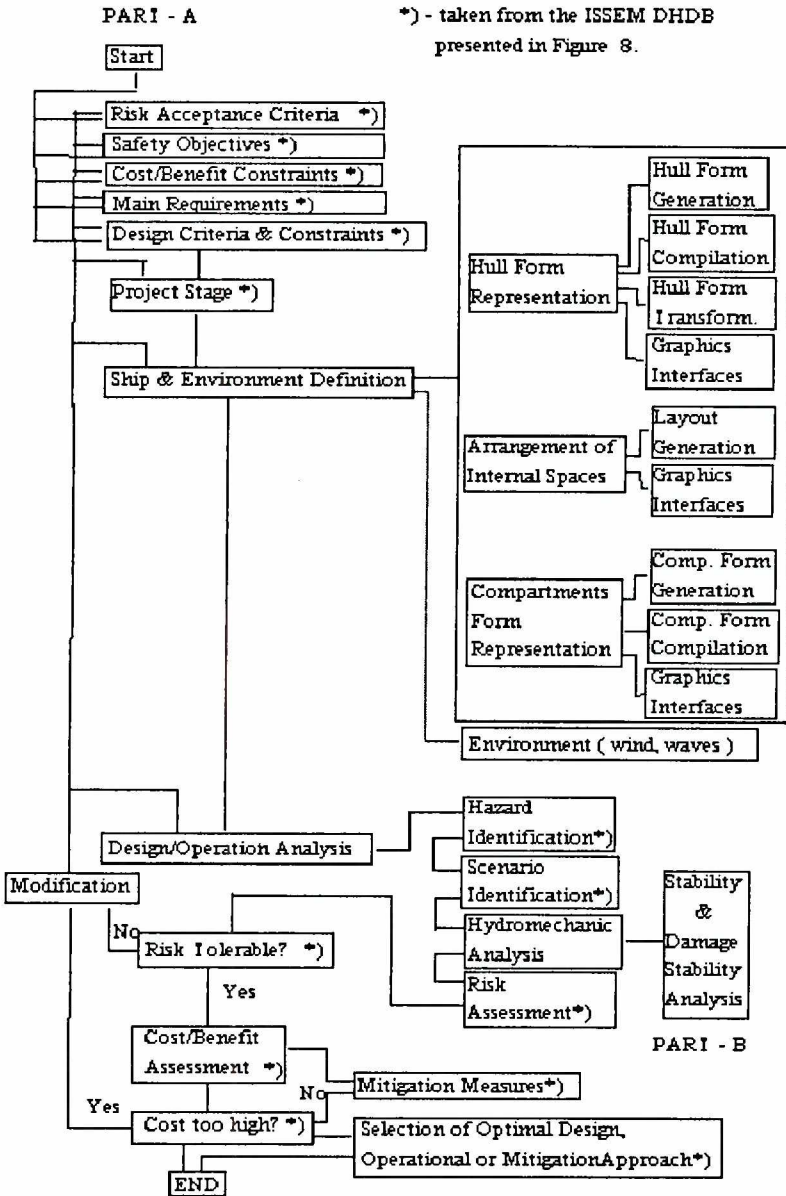 PARI - A
*) - taken from the ISSEM DHDB
presented in Figure 8.
Start
Risk Acceptance Criteria *)
Safety Objectives *)
Cost/Benefit Constraints *)
Main Requirements *)
Design Criteria & Constraints *)
Project Stage *)
Ship & Environment Definition
Hull Form
Representation
Hull Form
Generation
Hull Form
Compilation
Hull Form
Transform.
Graphics
Interfaces
Arrangement of
Internal Spaces
Layout
Generation
Graphics
Interfaces
Compartments
Form
Representation
Comp. Form
Generation
Comp. Form
Compilation
Graphics
Interfaces
Environment ( wind, waves )
Design/Operation Analysis
Hazard
Identification*)
Scenario
Identification*)
Hydromechanic
Analysis
Risk
Assessment*)
Stability
&
Damage
Stability
Analysis
PARI - B
Modification
No
Risk Tolerable? *)
Yes
Cost/Benefit
Assessment *)
No
Mitigation Measures*)
Yes
Cost too high? *)
Selection of Optimal Design,
Operational or MitigationApproach*)
END